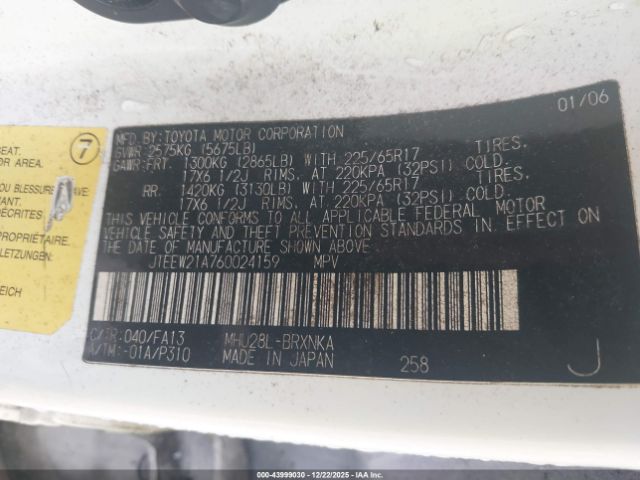 01/06
MFD.BY:TOYOTA MOTOR CORPORATION
GVWR:2575KG (5675LB)
GAWR:FRT. 1300KG (2865LB) WITH 225/65R17 TIRES,
17X6 1/2J RIMS, AT 220KPA (32PSI) COLD.
RR. 1420KG (3130LB) WITH 225/65R17 TIRES,
17X6 1/2J RIMS, AT 220KPA (32PSI) COLD.
THIS VEHICLE CONFORMS TO ALL APPLICABLE FEDERAL MOTOR
VEHICLE SAFETY AND THEFT PREVENTION STANDARDS IN EFFECT ON
THE DATE OF MANUFACTURE SHOWN ABOVE.
JTEEW21A760024159 MPV
C/TR:040/FA13 MHU28L-BRXNKA
A/TM:-01A/P310 MADE IN JAPAN 258 J
7
SEAT.
OR AREA.
OU BLESSURE GRAVE:
VANT.
DÉCRITES
PROPRIÉTAIRE.
LETZUNGEN:
REICH
000-43999030 - 12/22/2025 - IAAI